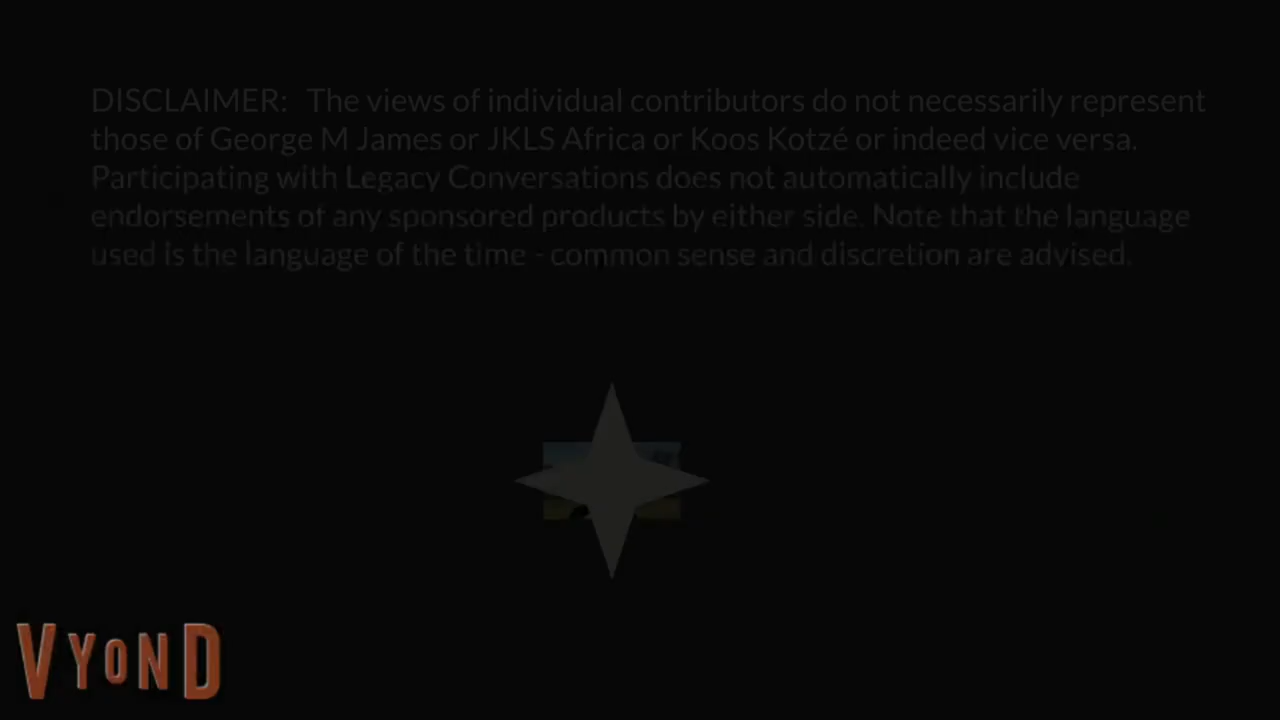 DISCLAIMER: The views of individual contributors do not necessarily represent
those of George M James or JKLS Africa or Koos Kotzé or indeed vice versa.
Participating with Legacy Conversations does not automatically include
endorsements of any sponsored products by either side. Note that the language
used is the language of the time - common sense and discretion are advised.
VYOND